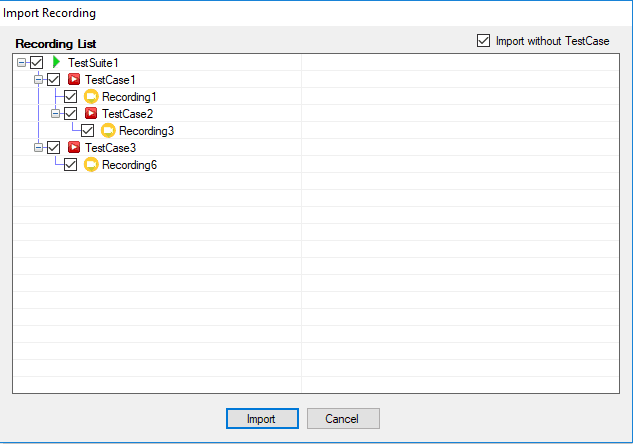 Import Recording
Recording List
Import without TestCase
TestSuite1
TestCase1
Recording1
TestCase2
Recording3
TestCase3
Recording6
Import
Cancel